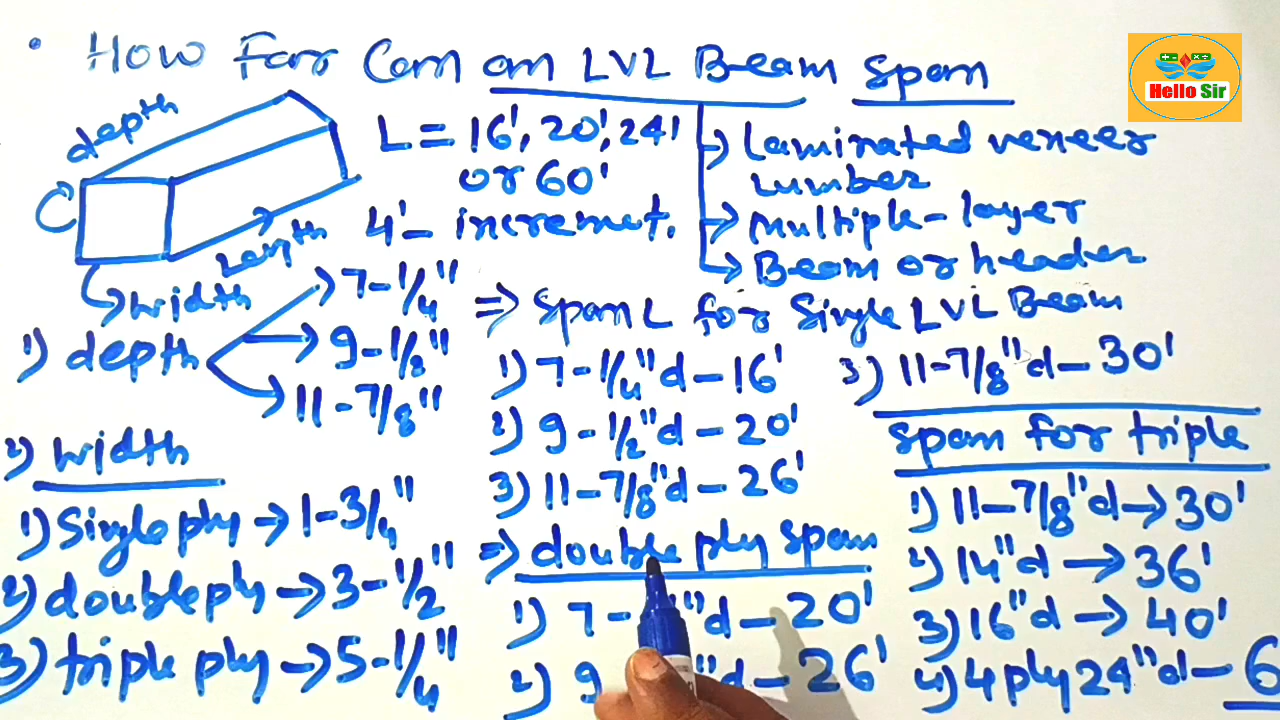 • How Far Can an LVL Beam Span
Hello Sir
depth
width
Length
L = 16', 20', 24'
or 60'
4'- incremet.
→ Laminated veneer
Lumber
→ Multiple-layer
→ Beam or header
1) depth
→ 7-1/4"
→ 9-1/8"
→ 11-7/8"
2) width
1) Single ply → 1-3/4"
2) double ply → 3-1/2"
3) triple ply → 5-1/4"
⇒ Span L for Single LVL Beam
1) 7-1/4"d - 16'
2) 9-1/2"d - 20'
3) 11-7/8"d - 26'
⇒ double ply span
1) 7- "d - 20'
2) 9 "d - 26'
3) 11-7/8"d - 30'
Span for triple
1) 11-7/8"d → 30'
2) 14"d → 36'
3) 16"d → 40'
4) 4 ply 24"d - 6